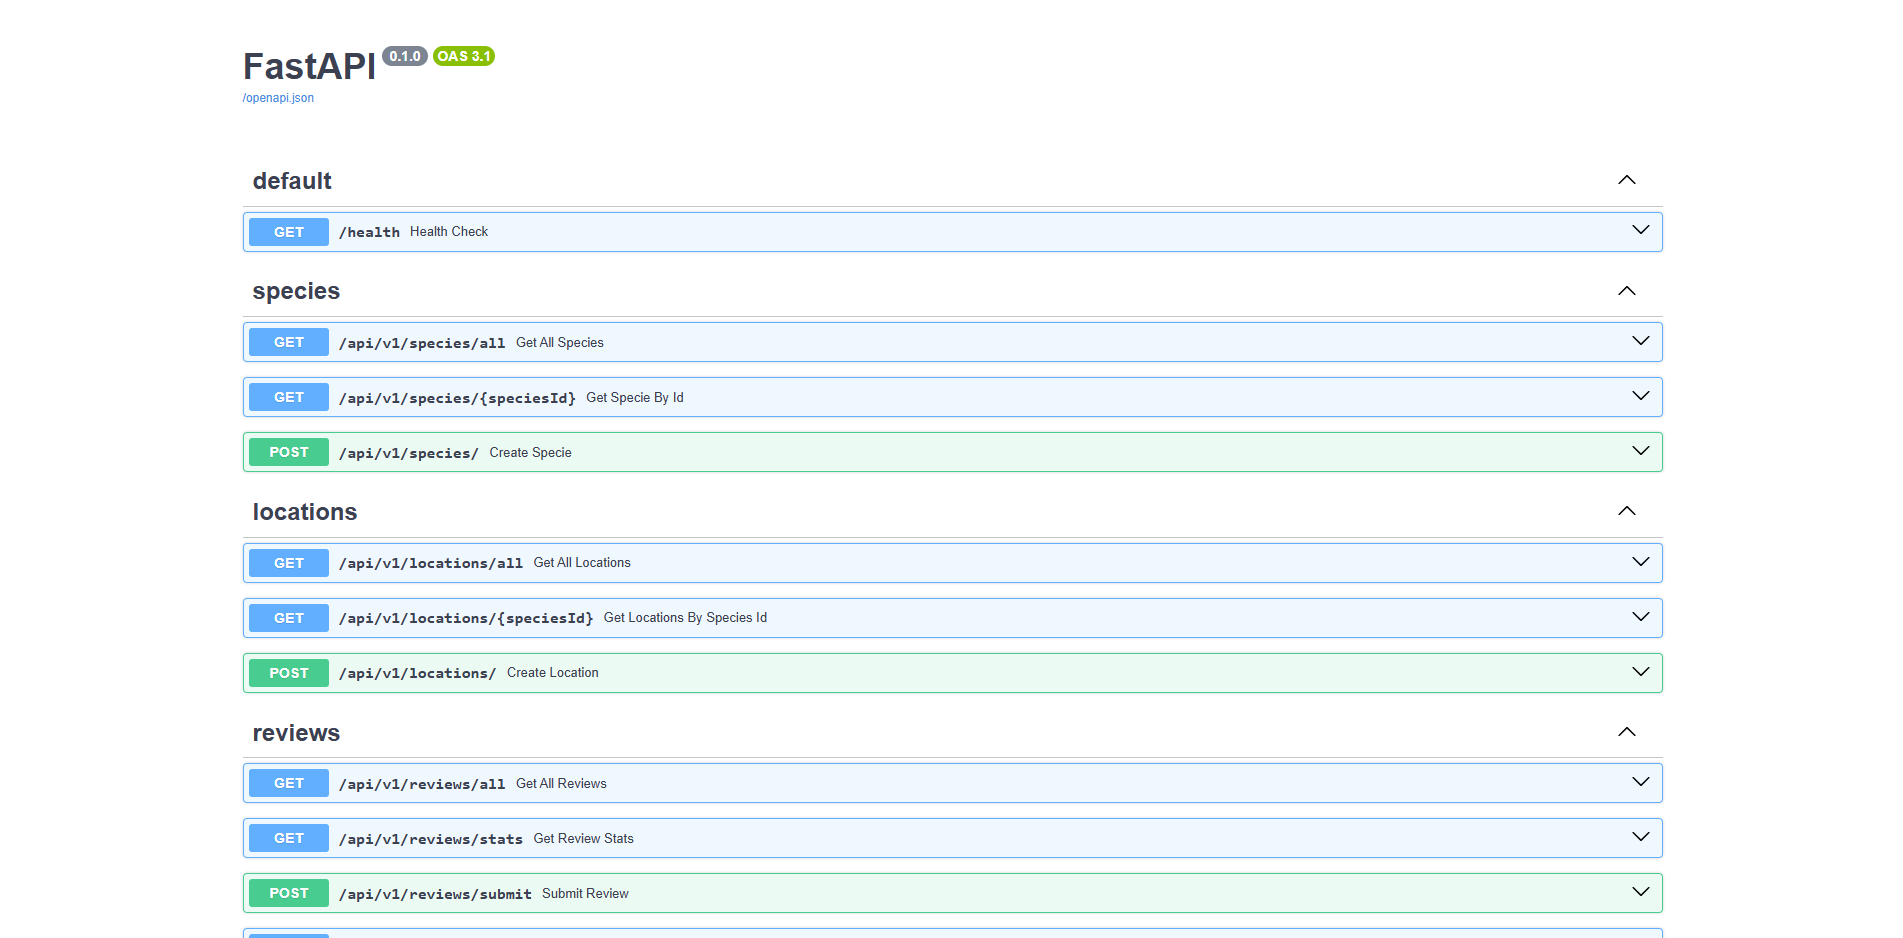 FastAPI 0.1.0 OAS 3.1
/openapi.json
default
GET /health Health Check
species
GET /api/v1/species/all Get All Species
GET /api/v1/species/{speciesId} Get Specie By Id
POST /api/v1/species/ Create Specie
locations
GET /api/v1/locations/all Get All Locations
GET /api/v1/locations/{speciesId} Get Locations By Species Id
POST /api/v1/locations/ Create Location
reviews
GET /api/v1/reviews/all Get All Reviews
GET /api/v1/reviews/stats Get Review Stats
POST /api/v1/reviews/submit Submit Review